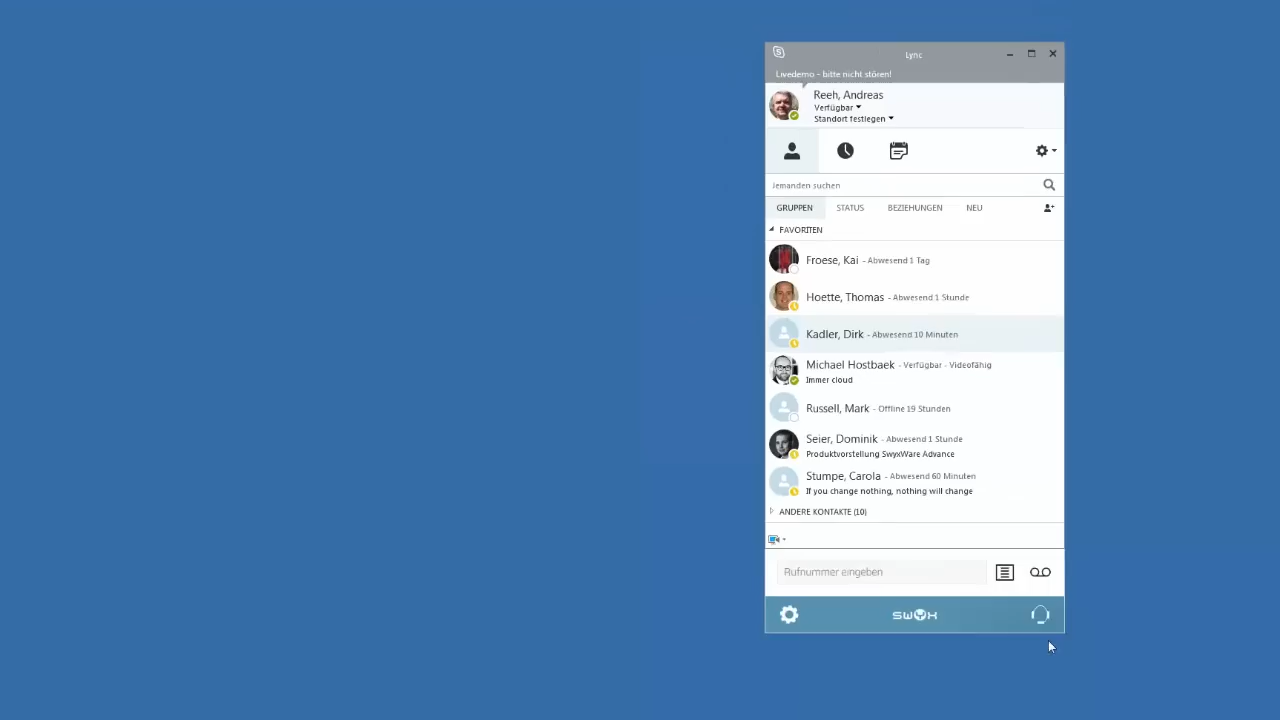 Lync
Livedemo - bitte nicht stören!
Reeh, Andreas
Verfügbar
Standort festlegen
Jemanden suchen
GRUPPEN STATUS BEZIEHUNGEN NEU
FAVORITEN
Froese, Kai - Abwesend 1 Tag
Hoette, Thomas - Abwesend 1 Stunde
Kadler, Dirk - Abwesend 10 Minuten
Michael Hostbaek - Verfügbar - Videofähig
Immer cloud
Russell, Mark - Offline 19 Stunden
Seier, Dominik - Abwesend 1 Stunde
Produktvorstellung SwyxWare Advance
Stumpe, Carola - Abwesend 60 Minuten
If you change nothing, nothing will change
ANDERE KONTAKTE (10)
Rufnummer eingeben
swyx